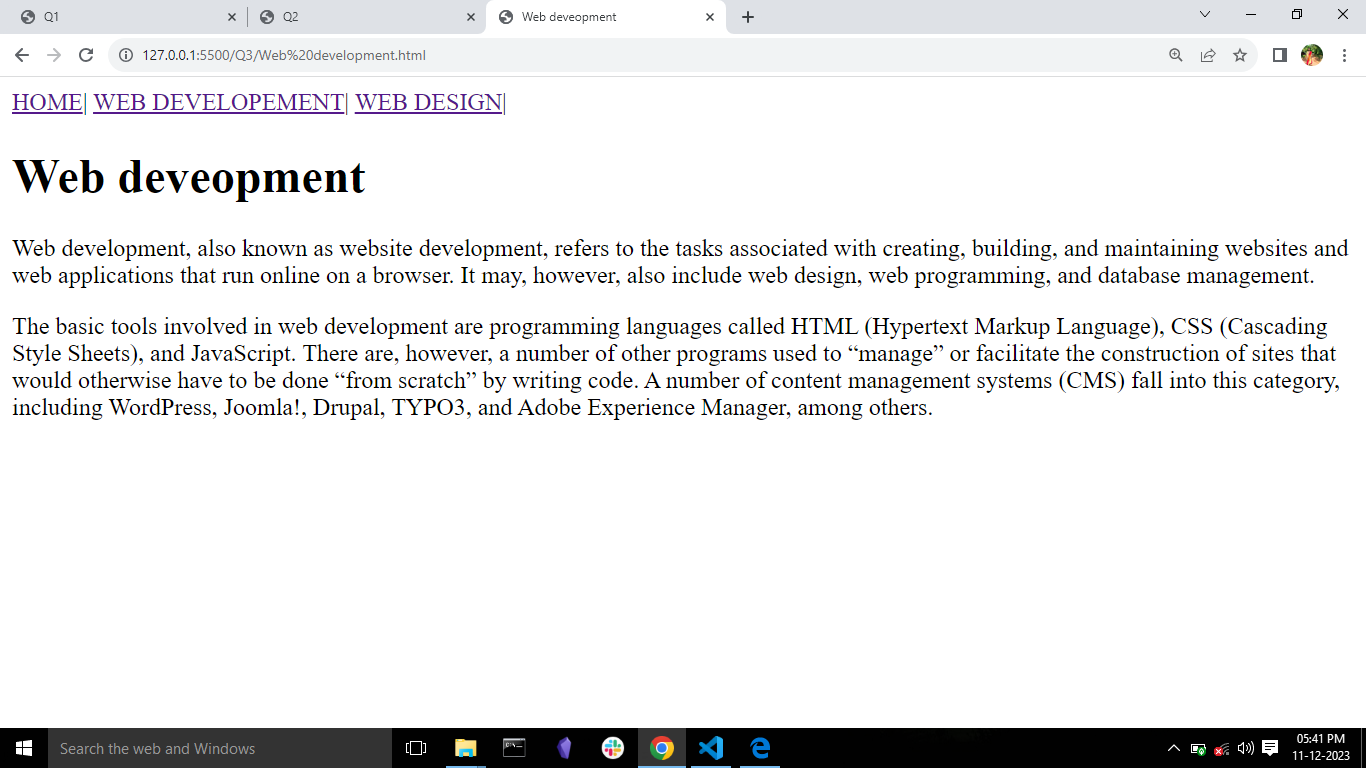 Q1
Q2
Web deveopment
127.0.0.1:5500/Q3/Web%20development.html
HOME| WEB DEVELOPEMENT| WEB DESIGN|
Web deveopment
Web development, also known as website development, refers to the tasks associated with creating, building, and maintaining websites and
web applications that run online on a browser. It may, however, also include web design, web programming, and database management.
The basic tools involved in web development are programming languages called HTML (Hypertext Markup Language), CSS (Cascading
Style Sheets), and JavaScript. There are, however, a number of other programs used to “manage” or facilitate the construction of sites that
would otherwise have to be done “from scratch” by writing code. A number of content management systems (CMS) fall into this category,
including WordPress, Joomla!, Drupal, TYPO3, and Adobe Experience Manager, among others.
Search the web and Windows
05:41 PM
11-12-2023